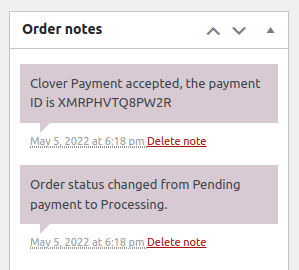 Order notes
Clover Payment accepted, the payment
ID is XMRPHVTQ8PW2R
May 5, 2022 at 6:18 pm Delete note
Order status changed from Pending
payment to Processing.
May 5, 2022 at 6:18 pm Delete note